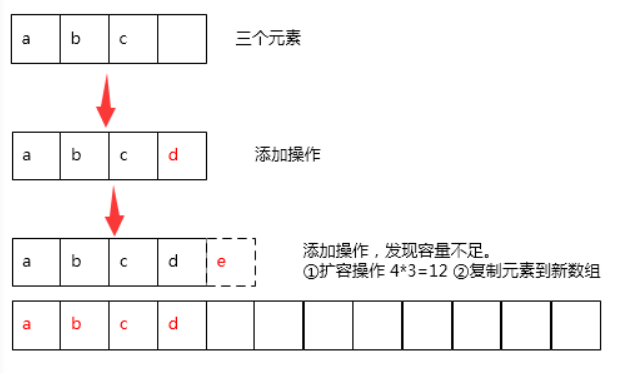 a b c 三个元素
a b c d 添加操作
添加操作，发现容量不足。
a b c d e ①扩容操作 4*3=12 ②复制元素到新数组
a b c d